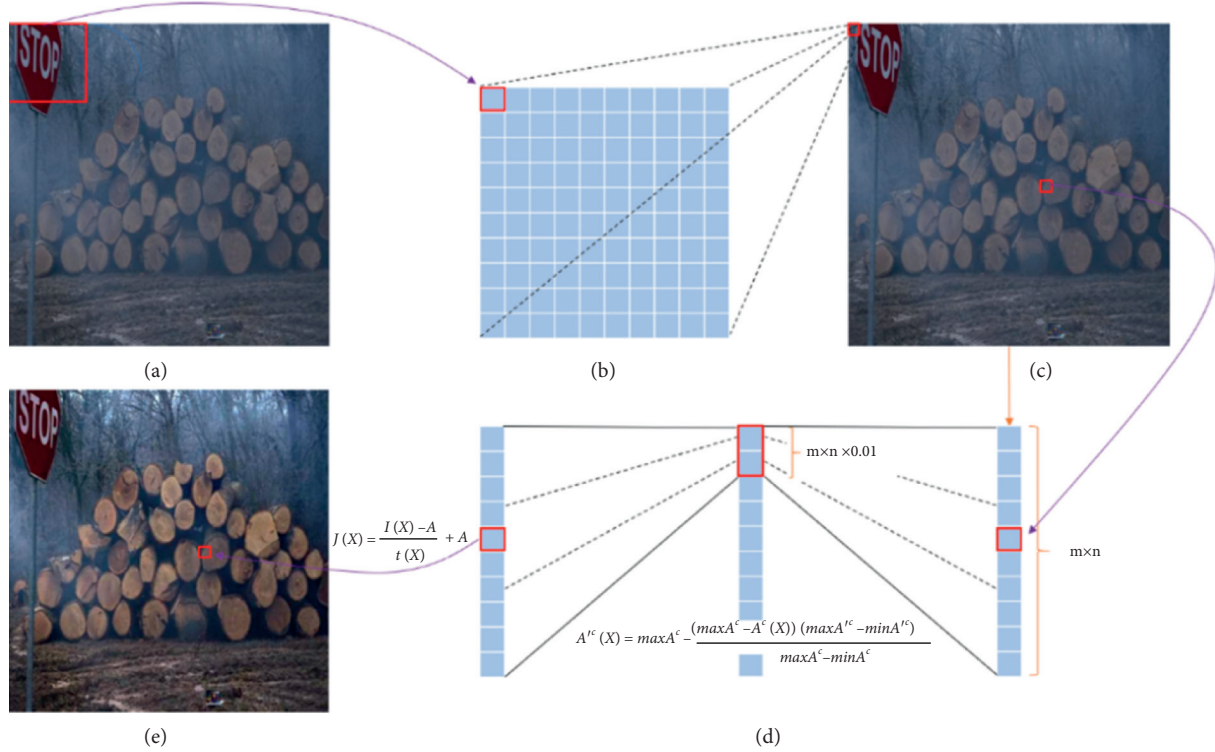 STOP
STOP
(a)
(b)
(c)
STOP
m×n ×0.01
J (X) = I (X) – A / t (X) + A
m×n
A′ᶜ (X) = maxAᶜ – (maxAᶜ –Aᶜ (X)) (maxA′ᶜ –minA′ᶜ) / maxAᶜ–minAᶜ
(e)
(d)